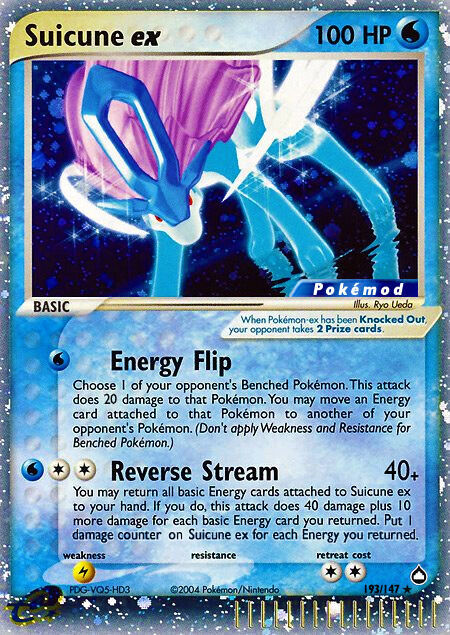 Suicune ex 100 HP
Pokémod
BASIC
Illus. Ryo Ueda
When Pokémon-ex has been Knocked Out,
your opponent takes 2 Prize cards.
Energy Flip
Choose 1 of your opponent's Benched Pokémon. This attack
does 20 damage to that Pokémon. You may move an Energy
card attached to that Pokémon to another of your
opponent's Pokémon. (Don't apply Weakness and Resistance for
Benched Pokémon.)
Reverse Stream 40+
You may return all basic Energy cards attached to Suicune ex
to your hand. If you do, this attack does 40 damage plus 10
more damage for each basic Energy card you returned. Put 1
damage counter on Suicune ex for each Energy you returned.
weakness resistance retreat cost
PDG-VQ5-HD3 ©2004 Pokémon/Nintendo 193/147 ★